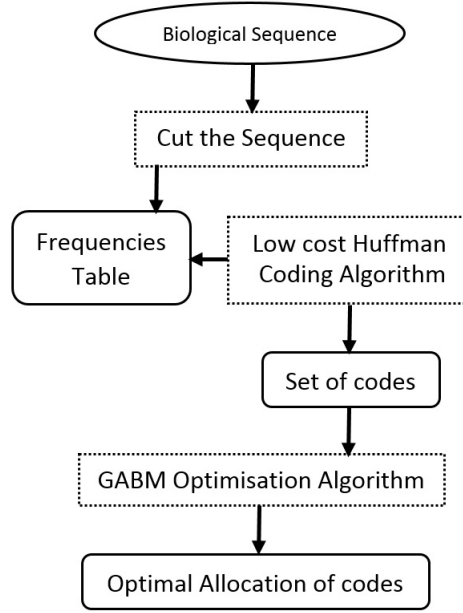 Biological Sequence
Cut the Sequence
Frequencies
Table
Low cost Huffman
Coding Algorithm
Set of codes
GABM Optimisation Algorithm
Optimal Allocation of codes